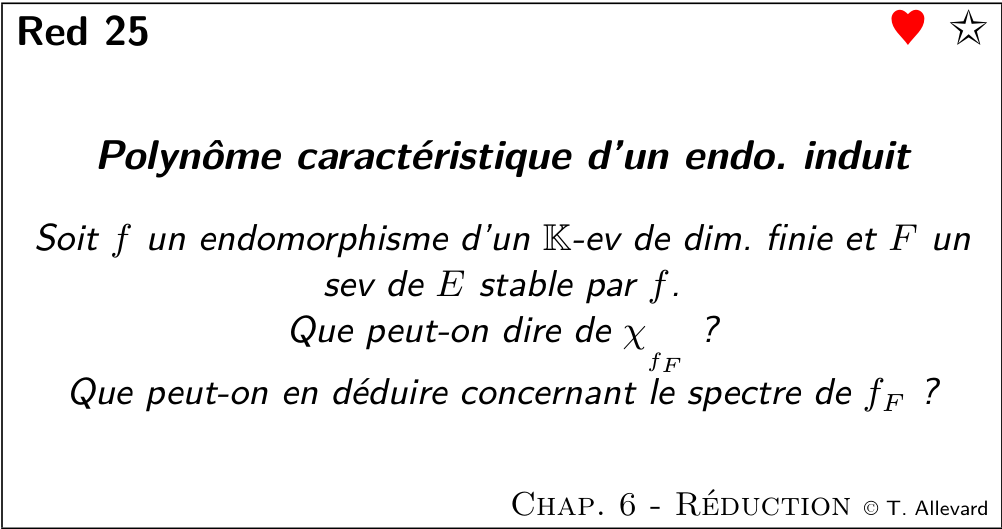 Red 25 ♥ ☆
Polynôme caractéristique d'un endo. induit
Soit f un endomorphisme d'un 𝕂-ev de dim. finie et F un
sev de E stable par f.
Que peut-on dire de χ_{f_F} ?
Que peut-on en déduire concernant le spectre de f_F ?
Chap. 6 - Réduction © T. Allevard